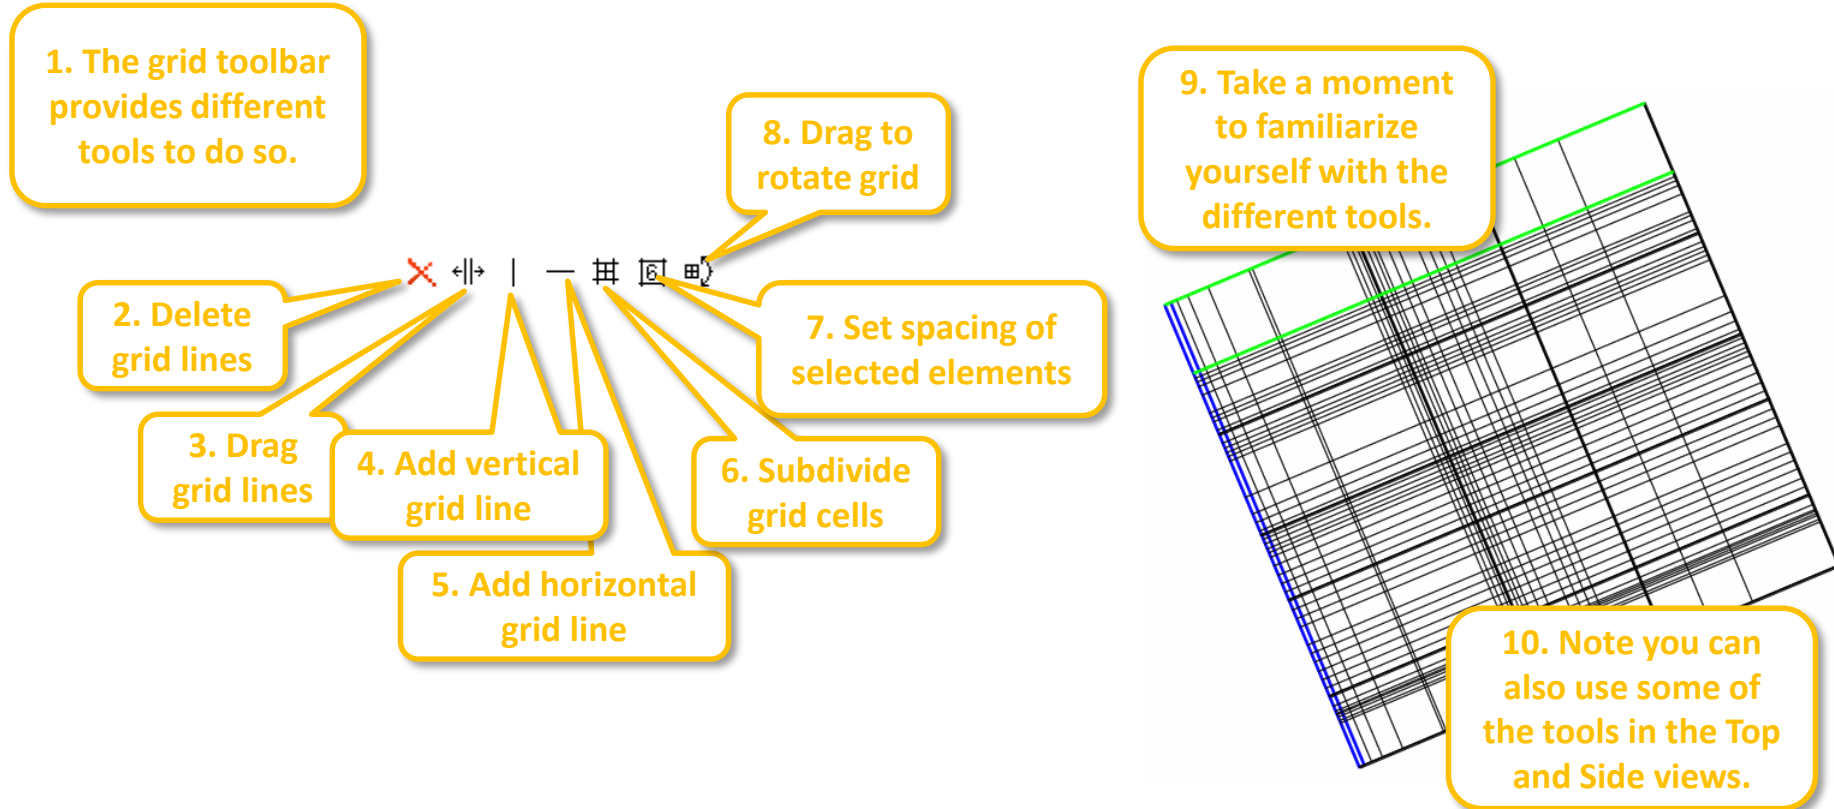 1. The grid toolbar
provides different
tools to do so.
2. Delete
grid lines
3. Drag
grid lines
4. Add vertical
grid line
5. Add horizontal
grid line
6. Subdivide
grid cells
7. Set spacing of
selected elements
8. Drag to
rotate grid
6
9. Take a moment
to familiarize
yourself with the
different tools.
10. Note you can
also use some of
the tools in the Top
and Side views.